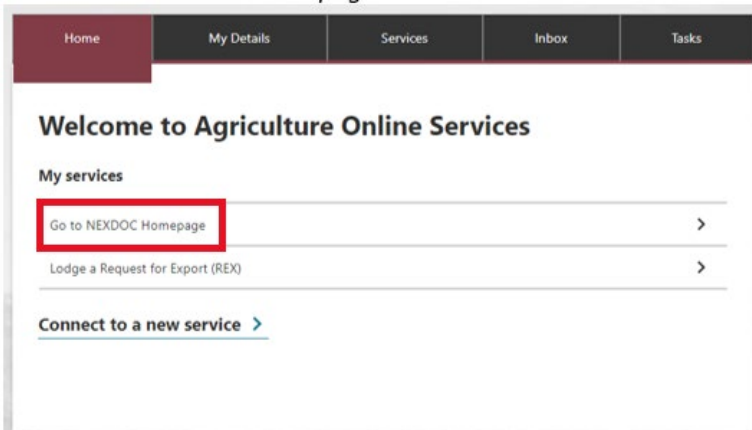 Home My Details Services Inbox Tasks
Welcome to Agriculture Online Services
My services
Go to NEXDOC Homepage
Lodge a Request for Export (REX)
Connect to a new service